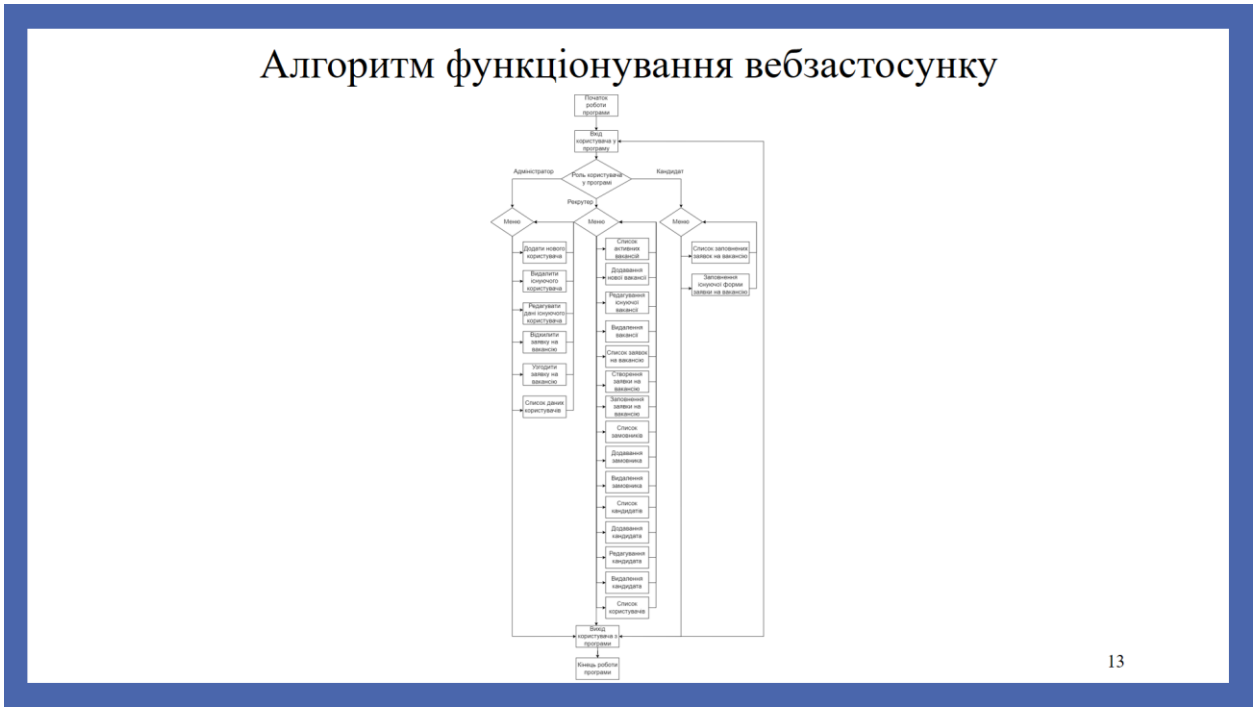 Алгоритм функціонування вебзастосунку
Початок
роботи
програми
Вхід
користувача у
програму
Адміністратор
Роль користувача
у програмі
Кандидат
Рекрутер
Меню
Меню
Меню
Додати нового
користувача
Видалити
існуючого
користувача
Редагувати
дані існуючого
користувача
Відхилити
заявку на
вакансію
Узгодити
заявку на
вакансію
Список даних
користувачів
Список
активних
вакансій
Додавання
нової вакансії
Редагування
існуючої
вакансії
Видалення
вакансії
Список заявок
на вакансію
Створення
заявки на
вакансію
Заповнення
заявки на
вакансію
Список
замовників
Додавання
замовника
Видалення
замовника
Список
кандидатів
Додавання
кандидата
Редагування
кандидата
Видалення
кандидата
Список
користувачів
Список заповнених
заявок на вакансію
Заповнення
існуючої форми
заявки на вакансію
Вихід
користувача з
програми
Кінець роботи
програми
13